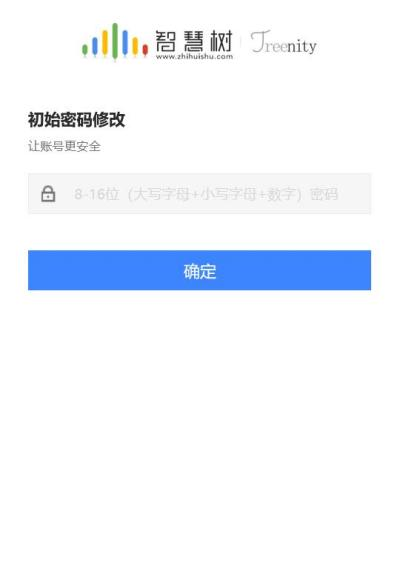 智慧树 Treenity
www.zhihuishu.com
初始密码修改
让账号更安全
8-16位（大写字母+小写字母+数字）密码
确定